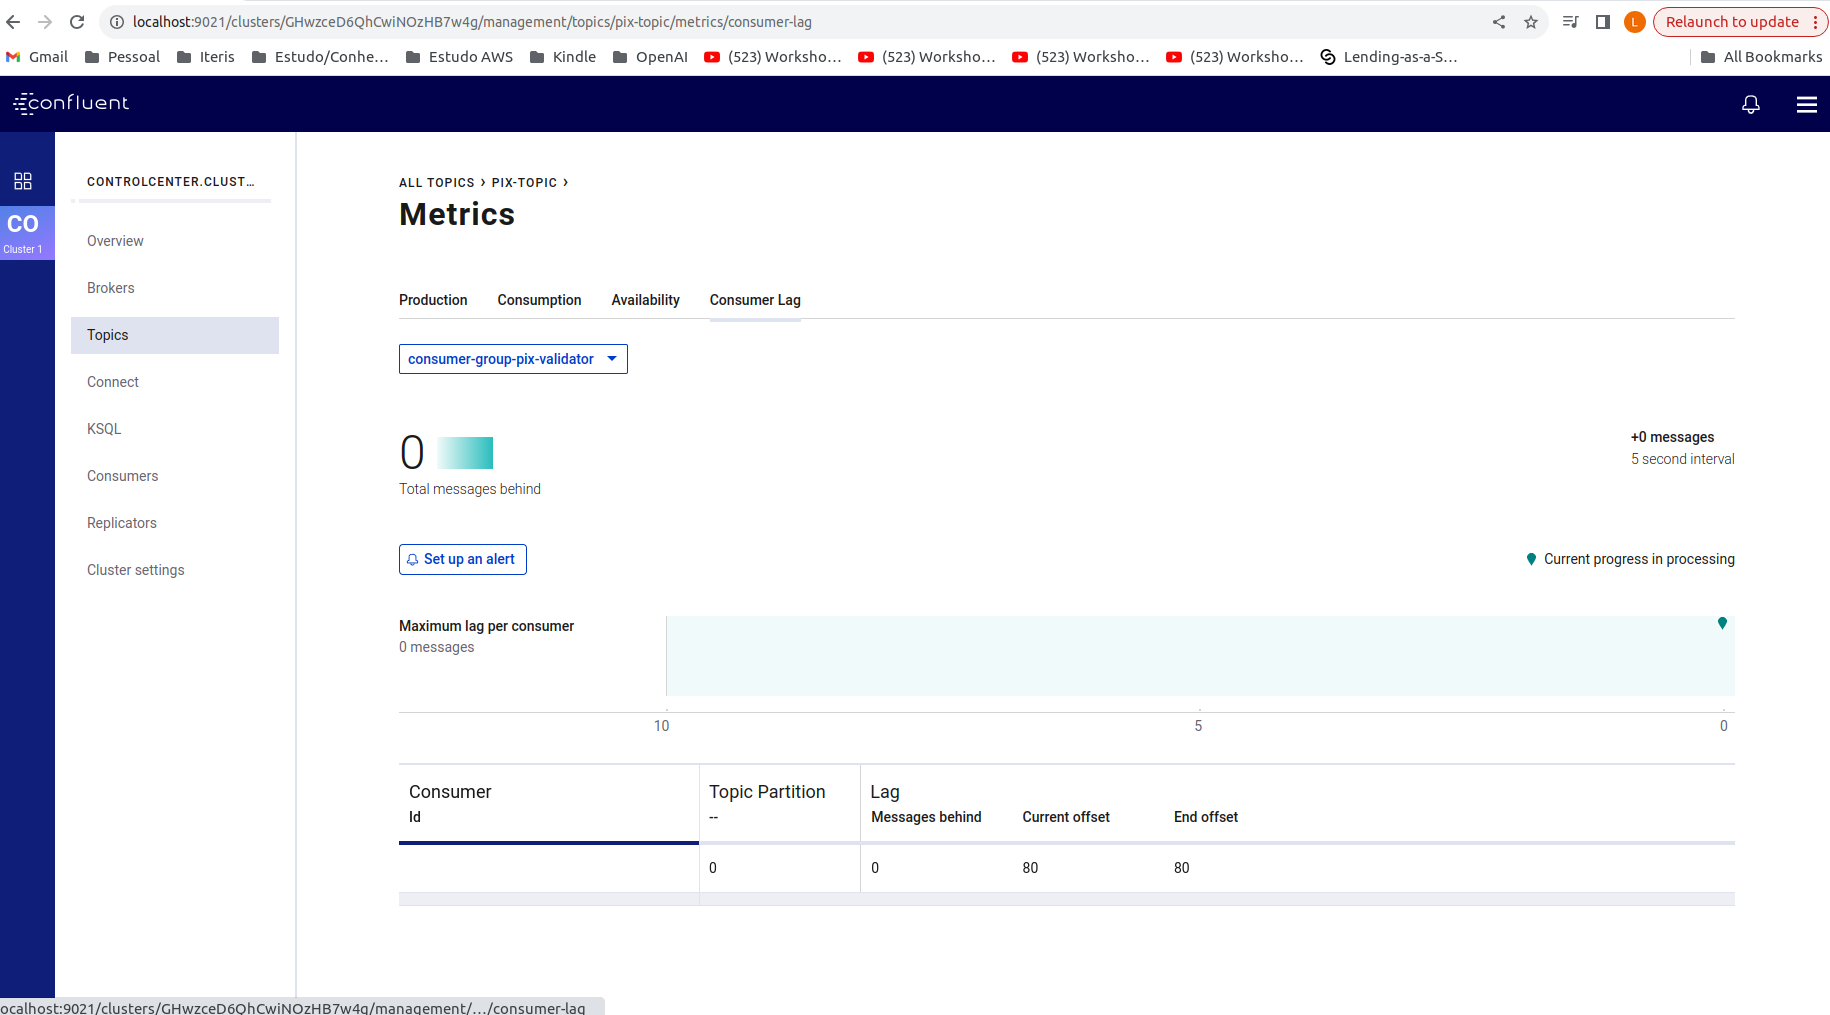 localhost:9021/clusters/GHwzceD6QhCwiNOzHB7w4g/management/topics/pix-topic/metrics/consumer-lag
L
Relaunch to update
Gmail
Pessoal
Iteris
Estudo/Conhe...
Estudo AWS
Kindle
OpenAI
(523) Worksho...
(523) Worksho...
(523) Worksho...
(523) Worksho...
Lending-as-a-S...
All Bookmarks
confluent
CO
Cluster 1
CONTROLCENTER.CLUST...
Overview
Brokers
Topics
Connect
KSQL
Consumers
Replicators
Cluster settings
ALL TOPICS › PIX-TOPIC ›
Metrics
Production Consumption Availability Consumer Lag
consumer-group-pix-validator
0
Total messages behind
+0 messages
5 second interval
Set up an alert
Current progress in processing
Maximum lag per consumer
0 messages
10 5 0
Consumer Topic Partition Lag
Id -- Messages behind Current offset End offset
0 0 80 80
ocalhost:9021/clusters/GHwzceD6QhCwiNOzHB7w4g/management/.../consumer-lag